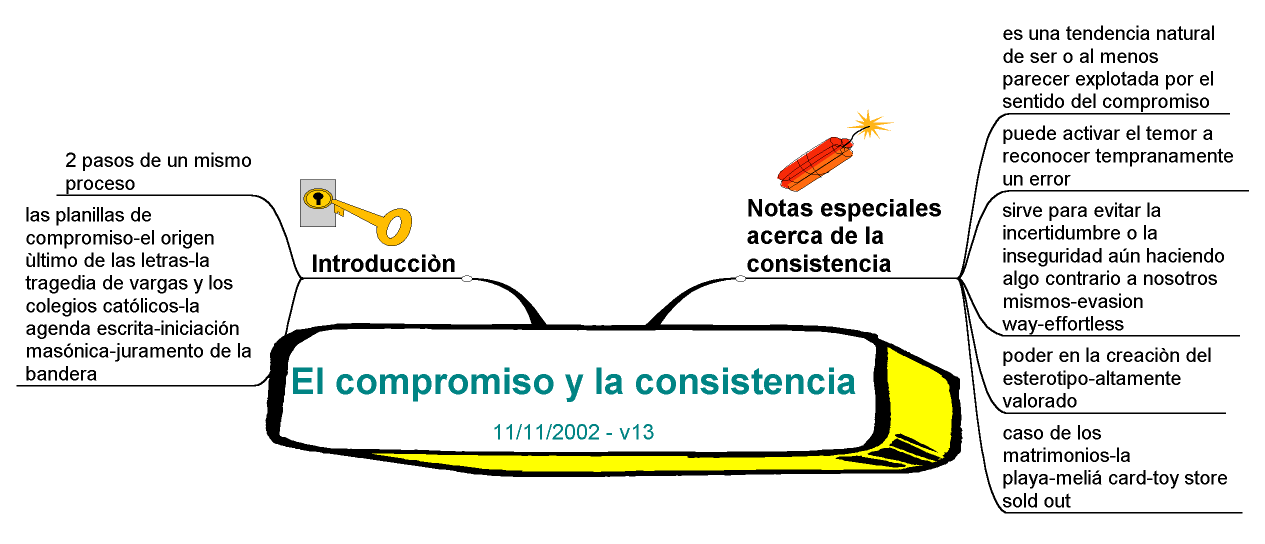 El compromiso y la consistencia
11/11/2002 - v13
Introducciòn
2 pasos de un mismo
proceso
las planillas de
compromiso-el origen
ùltimo de las letras-la
tragedia de vargas y los
colegios católicos-la
agenda escrita-iniciación
masónica-juramento de la
bandera
Notas especiales
acerca de la
consistencia
es una tendencia natural
de ser o al menos
parecer explotada por el
sentido del compromiso
puede activar el temor a
reconocer tempranamente
un error
sirve para evitar la
incertidumbre o la
inseguridad aún haciendo
algo contrario a nosotros
mismos-evasion
way-effortless
poder en la creaciòn del
esterotipo-altamente
valorado
caso de los
matrimonios-la
playa-meliá card-toy store
sold out